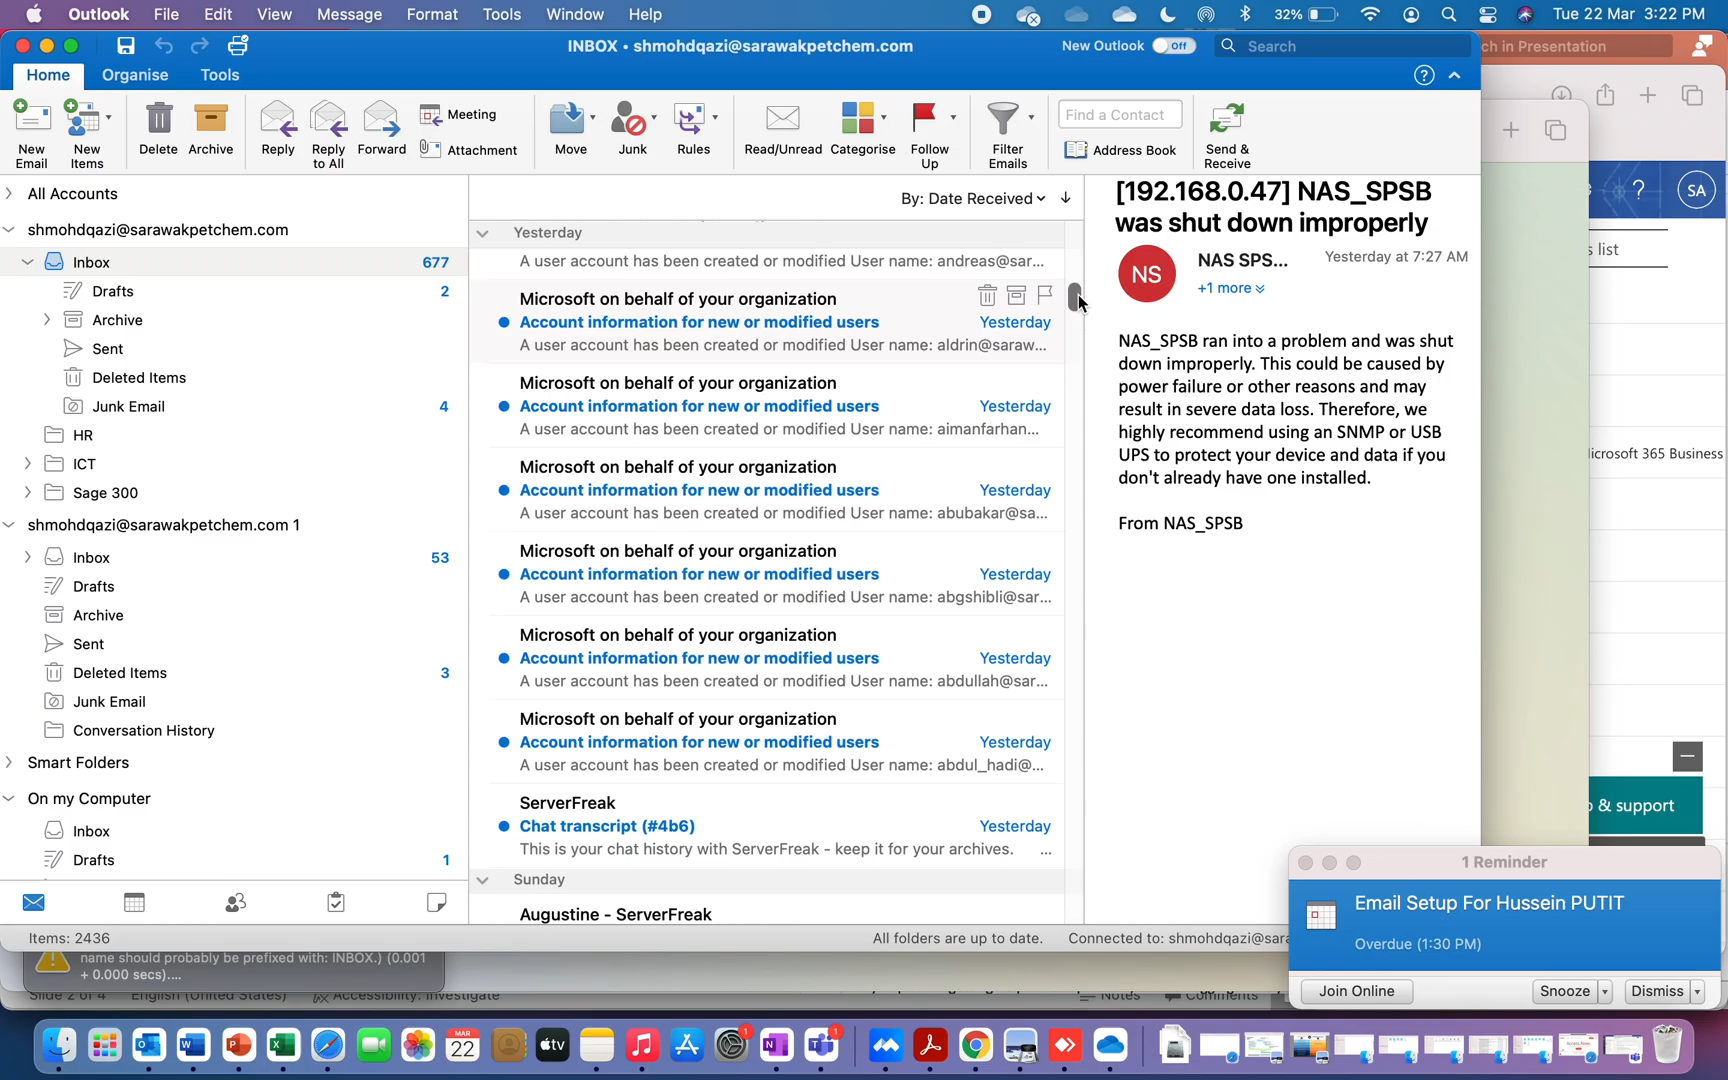 Outlook File Edit View Message Format Tools Window Help 32% Tue 22 Mar 3:22 PM
INBOX • shmohdqazi@sarawakpetchem.com New Outlook Off Search
ch in Presentation
Home Organise Tools
New Email
New Items
Delete
Archive
Reply
Reply to All
Forward
Meeting
Attachment
Move
Junk
Rules
Read/Unread
Categorise
Follow Up
Filter Emails
Find a Contact
Address Book
Send & Receive
All Accounts
shmohdqazi@sarawakpetchem.com
Inbox 677
Drafts 2
Archive
Sent
Deleted Items
Junk Email 4
HR
ICT
Sage 300
shmohdqazi@sarawakpetchem.com 1
Inbox 53
Drafts
Archive
Sent
Deleted Items 3
Junk Email
Conversation History
Smart Folders
On my Computer
Inbox
Drafts 1
By: Date Received
Yesterday
A user account has been created or modified User name: andreas@sar...
Microsoft on behalf of your organization
Account information for new or modified users Yesterday
A user account has been created or modified User name: aldrin@saraw...
Microsoft on behalf of your organization
Account information for new or modified users Yesterday
A user account has been created or modified User name: aimanfarhan...
Microsoft on behalf of your organization
Account information for new or modified users Yesterday
A user account has been created or modified User name: abubakar@sa...
Microsoft on behalf of your organization
Account information for new or modified users Yesterday
A user account has been created or modified User name: abgshibli@sar...
Microsoft on behalf of your organization
Account information for new or modified users Yesterday
A user account has been created or modified User name: abdullah@sar...
Microsoft on behalf of your organization
Account information for new or modified users Yesterday
A user account has been created or modified User name: abdul_hadi@...
ServerFreak
Chat transcript (#4b6) Yesterday
This is your chat history with ServerFreak - keep it for your archives. ...
Sunday
Augustine - ServerFreak
[192.168.0.47] NAS_SPSB
was shut down improperly
NS
NAS SPS... Yesterday at 7:27 AM
+1 more
NAS_SPSB ran into a problem and was shut
down improperly. This could be caused by
power failure or other reasons and may
result in severe data loss. Therefore, we
highly recommend using an SNMP or USB
UPS to protect your device and data if you
don't already have one installed.
From NAS_SPSB
? SA
s list
icrosoft 365 Business
& support
1 Reminder
Email Setup For Hussein PUTIT
Overdue (1:30 PM)
Join Online Snooze Dismiss
Items: 2436 All folders are up to date. Connected to: shmohdqazi@sara
name should probably be prefixed with: INBOX.) (0.001
+ 0.000 secs)....
Slide 2 of 4 English (United States) Accessibility: Investigate Notes Comments
MAR
22
tv
1
1